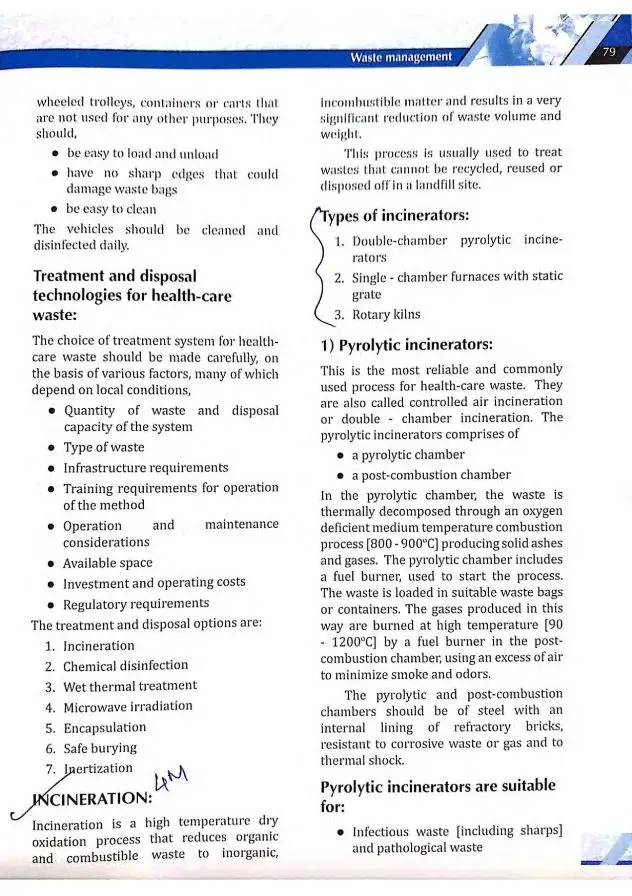 Waste management
79
wheeled trolleys, containers or carts that
are not used for any other purposes. They
should,
• be easy to load and unload
• have no sharp edges that could
damage waste bags
• be easy to clean
The vehicles should be cleaned and
disinfected daily.
Treatment and disposal
technologies for health-care
waste:
The choice of treatment system for health-
care waste should be made carefully, on
the basis of various factors, many of which
depend on local conditions,
• Quantity of waste and disposal
capacity of the system
• Type of waste
• Infrastructure requirements
• Training requirements for operation
of the method
• Operation and maintenance
considerations
• Available space
• Investment and operating costs
• Regulatory requirements
The treatment and disposal options are:
1. Incineration
2. Chemical disinfection
3. Wet thermal treatment
4. Microwave irradiation
5. Encapsulation
6. Safe burying
7. Inertization
4M
INCINERATION:
Incineration is a high temperature dry
oxidation process that reduces organic
and combustible waste to inorganic,
incombustible matter and results in a very
significant reduction of waste volume and
weight.
This process is usually used to treat
wastes that cannot be recycled, reused or
disposed off in a landfill site.
Types of incinerators:
1. Double-chamber pyrolytic incine-
rators
2. Single - chamber furnaces with static
grate
3. Rotary kilns
1) Pyrolytic incinerators:
This is the most reliable and commonly
used process for health-care waste. They
are also called controlled air incineration
or double - chamber incineration. The
pyrolytic incinerators comprises of
• a pyrolytic chamber
• a post-combustion chamber
In the pyrolytic chamber, the waste is
thermally decomposed through an oxygen
deficient medium temperature combustion
process [800 - 900°C] producing solid ashes
and gases. The pyrolytic chamber includes
a fuel burner, used to start the process.
The waste is loaded in suitable waste bags
or containers. The gases produced in this
way are burned at high temperature [90
- 1200°C] by a fuel burner in the post-
combustion chamber, using an excess of air
to minimize smoke and odors.
The pyrolytic and post-combustion
chambers should be of steel with an
internal lining of refractory bricks,
resistant to corrosive waste or gas and to
thermal shock.
Pyrolytic incinerators are suitable
for:
• Infectious waste [including sharps]
and pathological waste